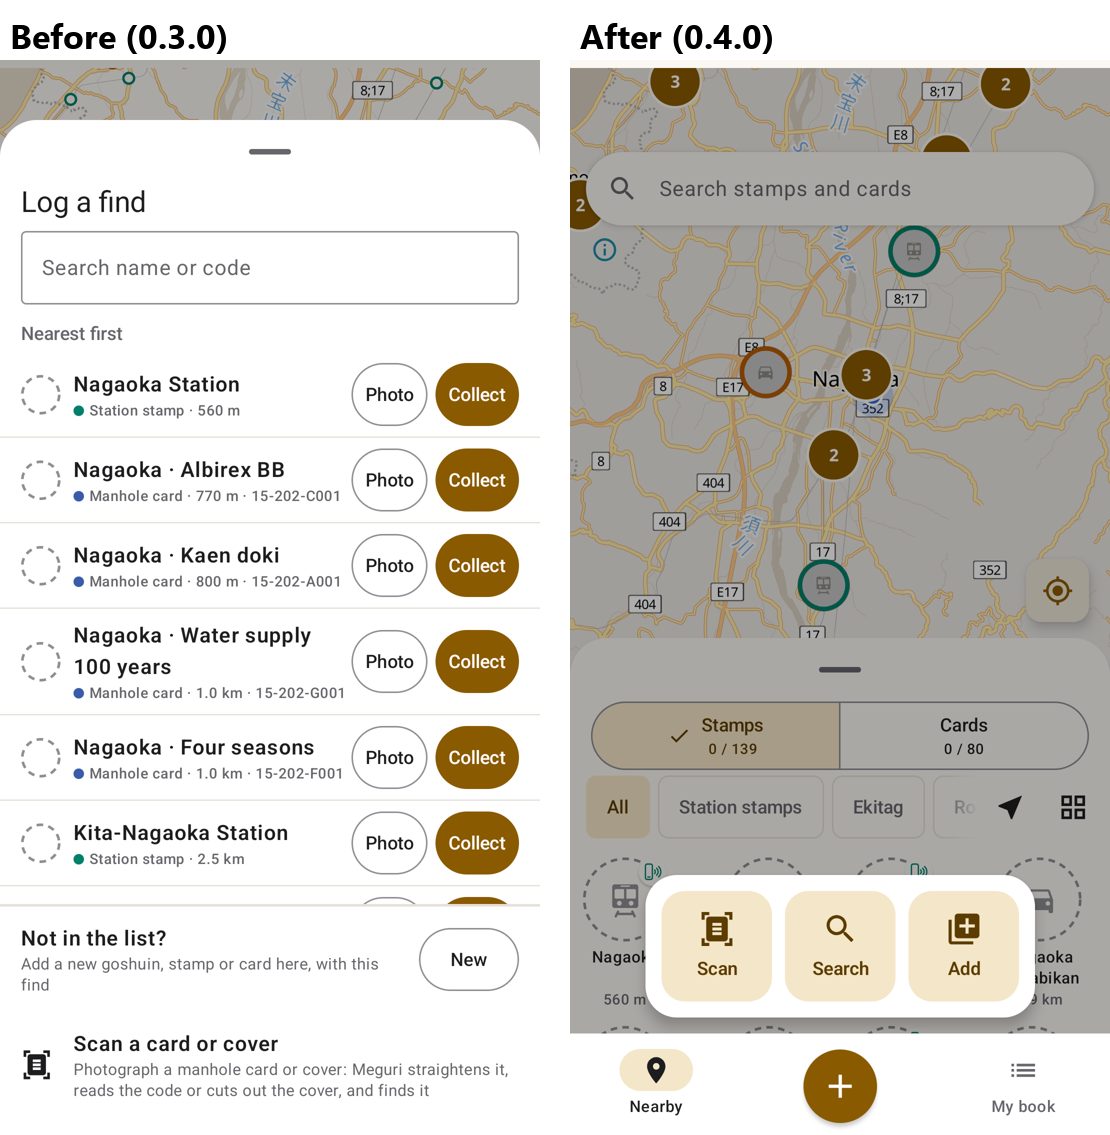 Before (0.3.0)
8;17
Log a find
Search name or code
Nearest first
Nagaoka Station
Station stamp · 560 m
Photo
Collect
Nagaoka · Albirex BB
Manhole card · 770 m · 15-202-C001
Photo
Collect
Nagaoka · Kaen doki
Manhole card · 800 m · 15-202-A001
Photo
Collect
Nagaoka · Water supply
100 years
Manhole card · 1.0 km · 15-202-G001
Photo
Collect
Nagaoka · Four seasons
Manhole card · 1.0 km · 15-202-F001
Photo
Collect
Kita-Nagaoka Station
Station stamp · 2.5 km
Photo
Collect
Not in the list?
Add a new goshuin, stamp or card here, with this
find
New
Scan a card or cover
Photograph a manhole card or cover: Meguri straightens it,
reads the code or cuts out the cover, and finds it
After (0.4.0)
3
8;17
2
E8
Search stamps and cards
2
River
8;17
E8
8
E17
3
352
2
8
404
404
須川
17
352
E17
404
17
Stamps
0 / 139
Cards
0 / 80
All
Station stamps
Ekitag
560 m
Scan
Search
Add
Nearby
My book